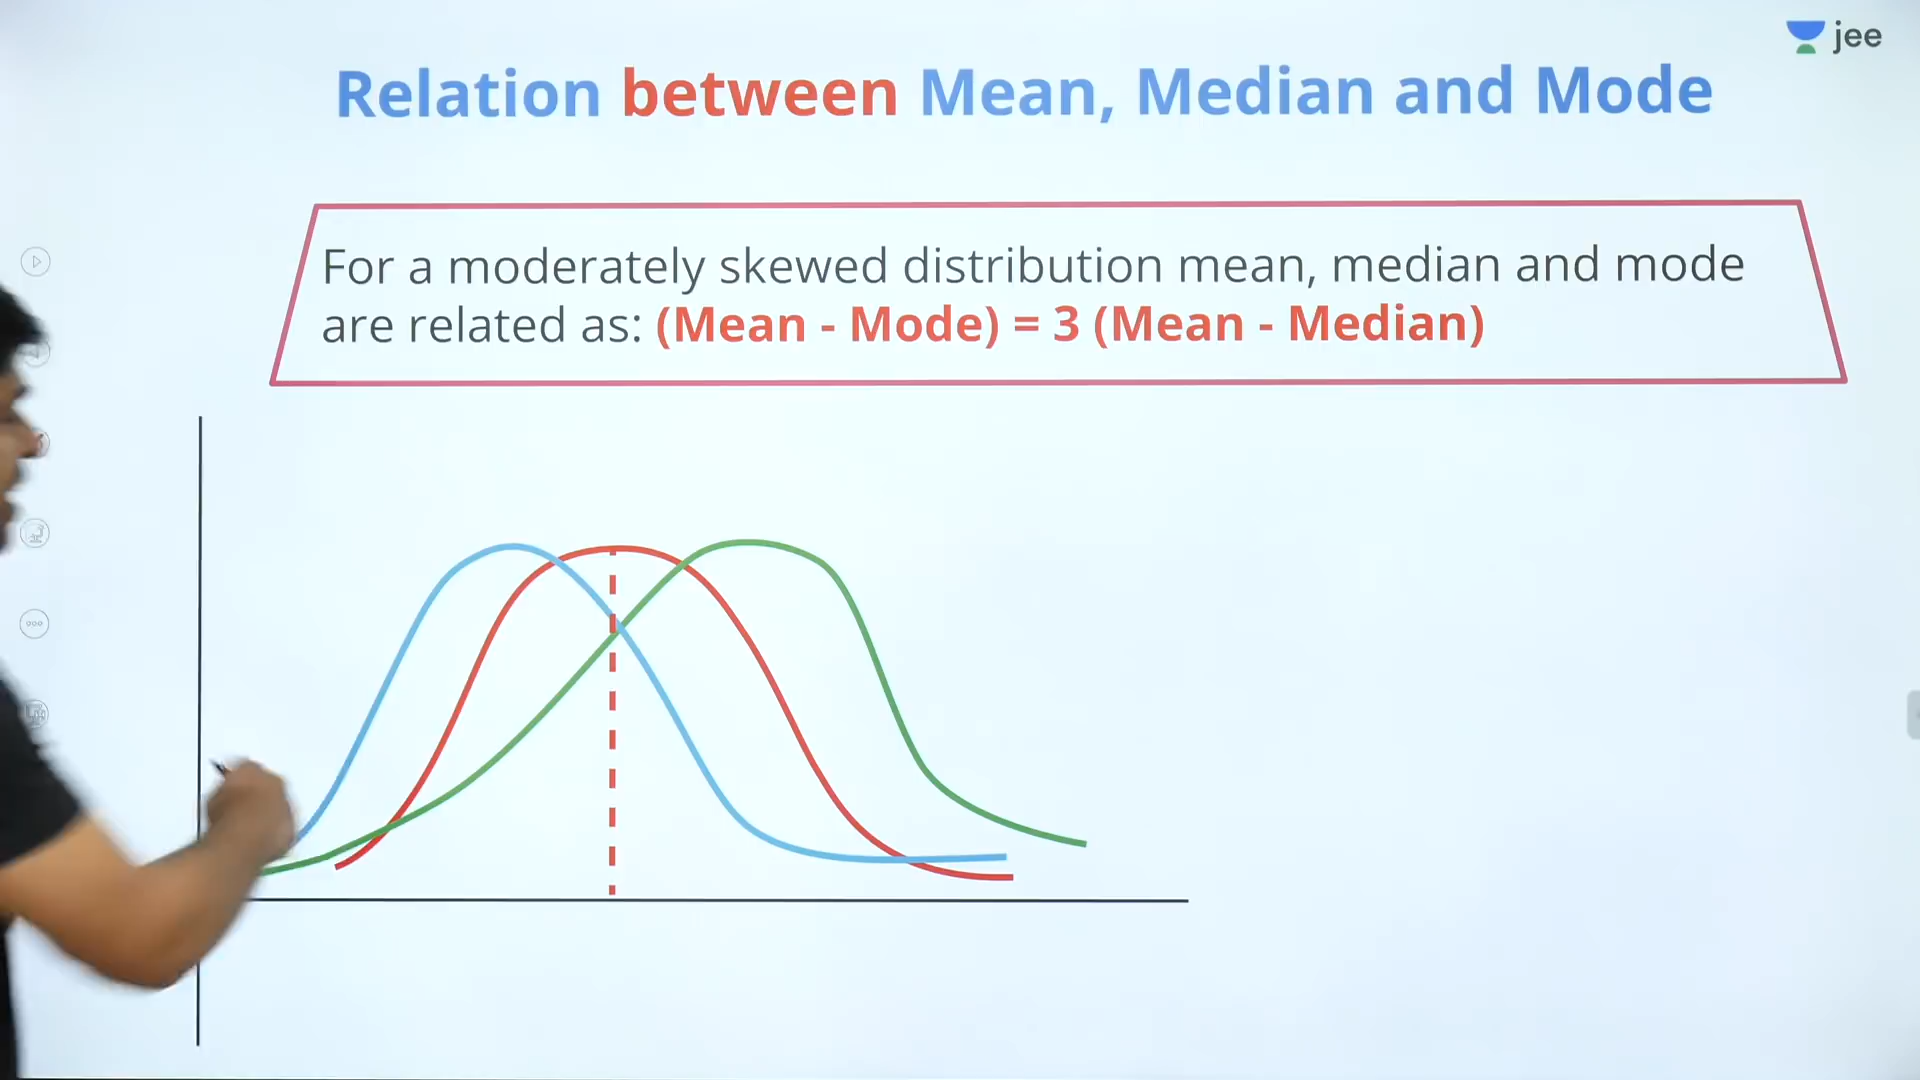 jee
Relation between Mean, Median and Mode
For a moderately skewed distribution mean, median and mode
are related as: (Mean - Mode) = 3 (Mean - Median)